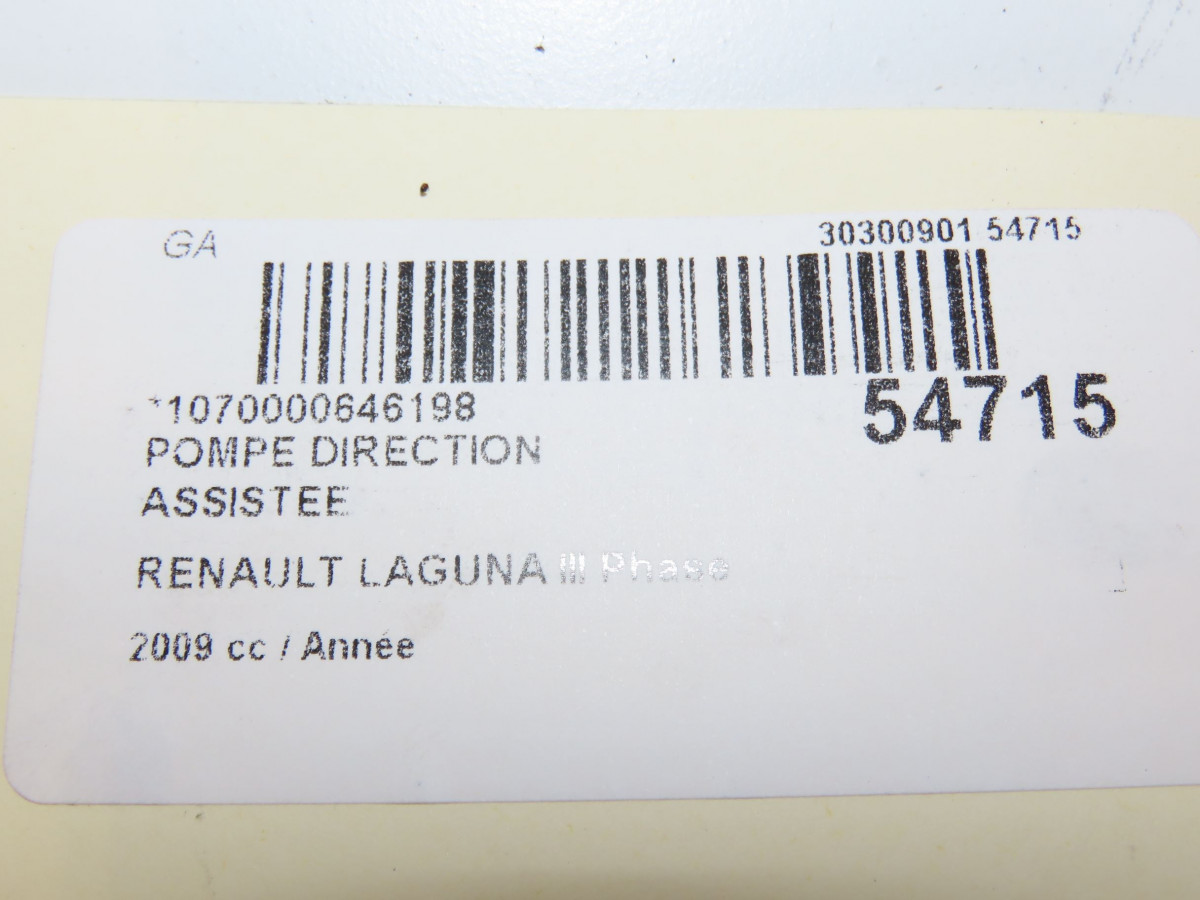 GA
30300901 54715
*1070000646198
54715
POMPE DIRECTION
ASSISTEE
RENAULT LAGUNA III Phase
2009 cc / Année